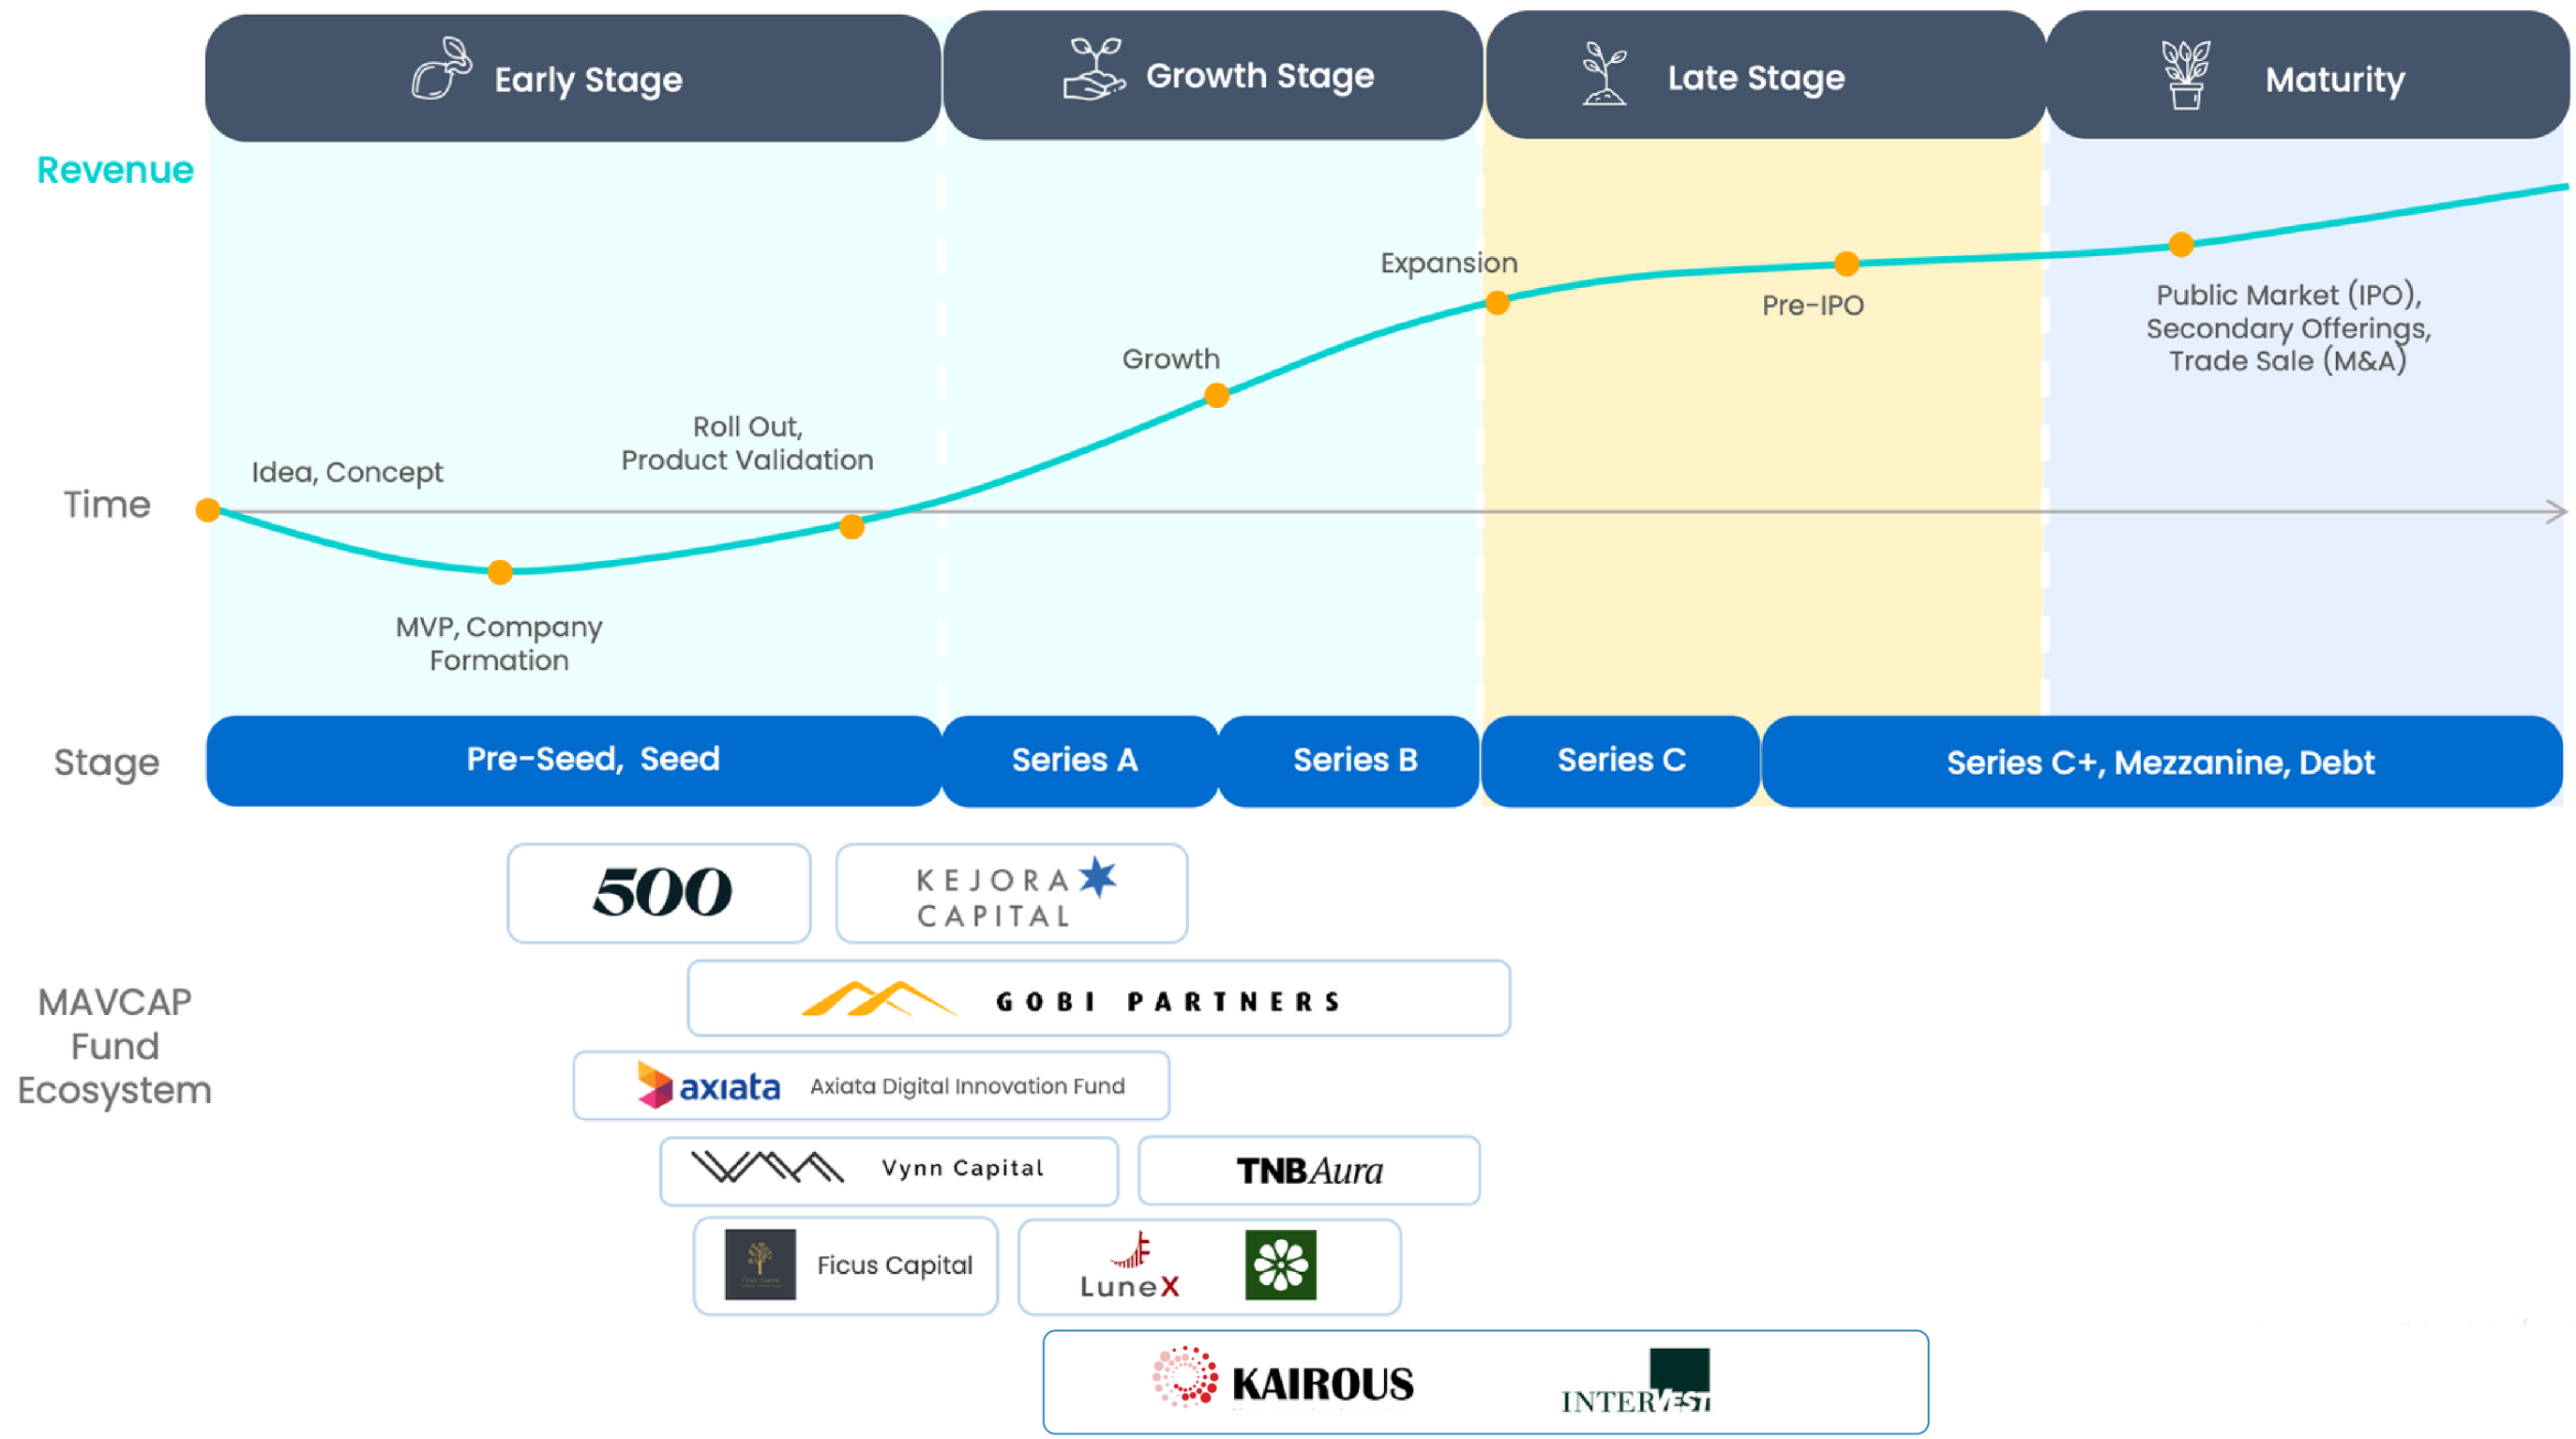 Early Stage
Growth Stage
Late Stage
Maturity
Revenue
Expansion
Pre-IPO
Public Market (IPO),
Secondary Offerings,
Trade Sale (M&A)
Growth
Roll Out,
Product Validation
Idea, Concept
Time
MVP, Company
Formation
Stage
Pre-Seed, Seed
Series A
Series B
Series C
Series C+, Mezzanine, Debt
500
KEJORA
CAPITAL
MAVCAP
Fund
Ecosystem
GOBI PARTNERS
axiata
Axiata Digital Innovation Fund
Vynn Capital
TNBAura
Ficus Capital
LuneX
KAIROUS
INTERVEST